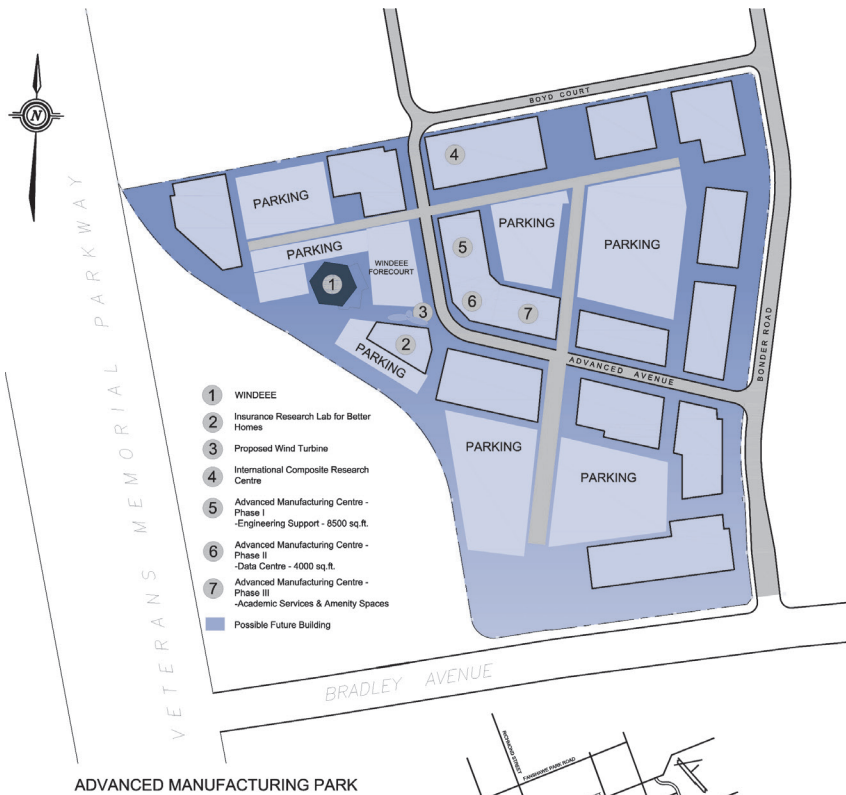 N
BOYD COURT
4
PARKING
PARKING
PARKING
PARKING
5
WINDEEE
FORECOURT
1
6
3
7
2
PARKING
ADVANCED AVENUE
BONDER ROAD
VETERANS MEMORIAL PARKWAY
PARKING
PARKING
1 WINDEEE
2 Insurance Research Lab for Better
Homes
3 Proposed Wind Turbine
4 International Composite Research
Centre
5 Advanced Manufacturing Centre -
Phase I
-Engineering Support - 8500 sq.ft.
6 Advanced Manufacturing Centre -
Phase II
-Data Centre - 4000 sq.ft.
7 Advanced Manufacturing Centre -
Phase III
-Academic Services & Amenity Spaces
Possible Future Building
BRADLEY AVENUE
RICHMOND STREET
FANSHAWE PARK ROAD
ADVANCED MANUFACTURING PARK